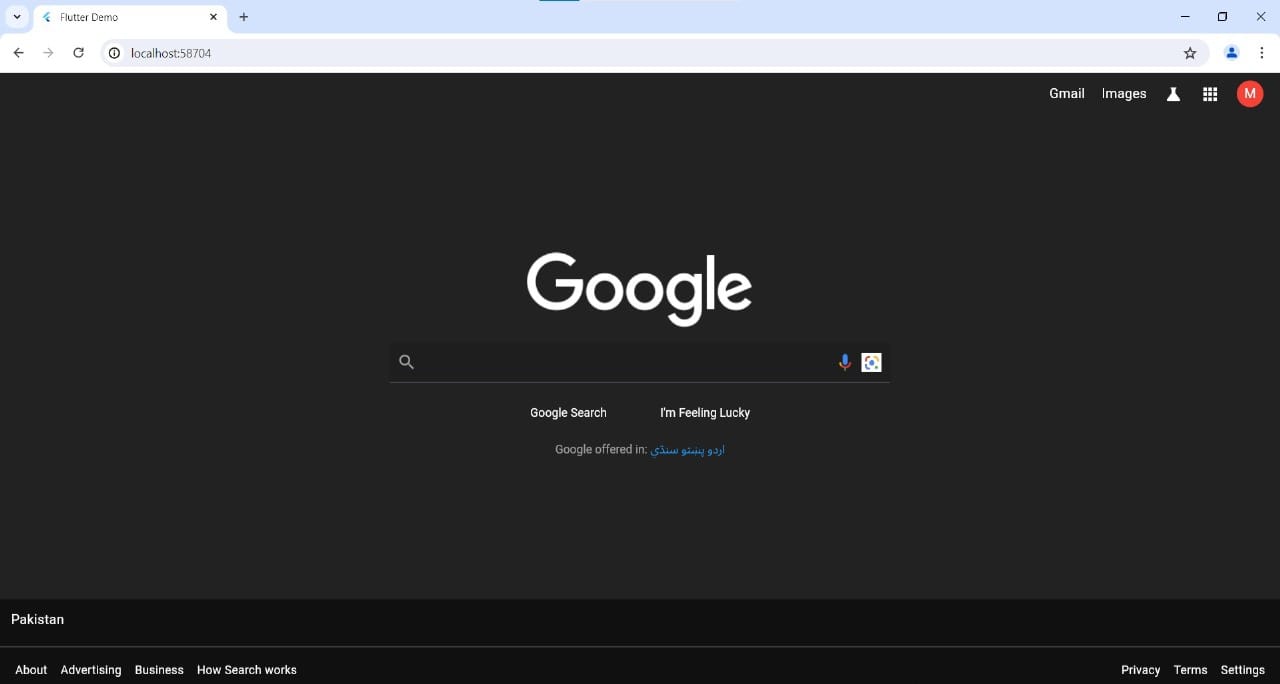 Flutter Demo
localhost:58704
Gmail Images M
Google
Google Search I'm Feeling Lucky
Google offered in: اردو پښتو سنڌي
Pakistan
About Advertising Business How Search works Privacy Terms Settings